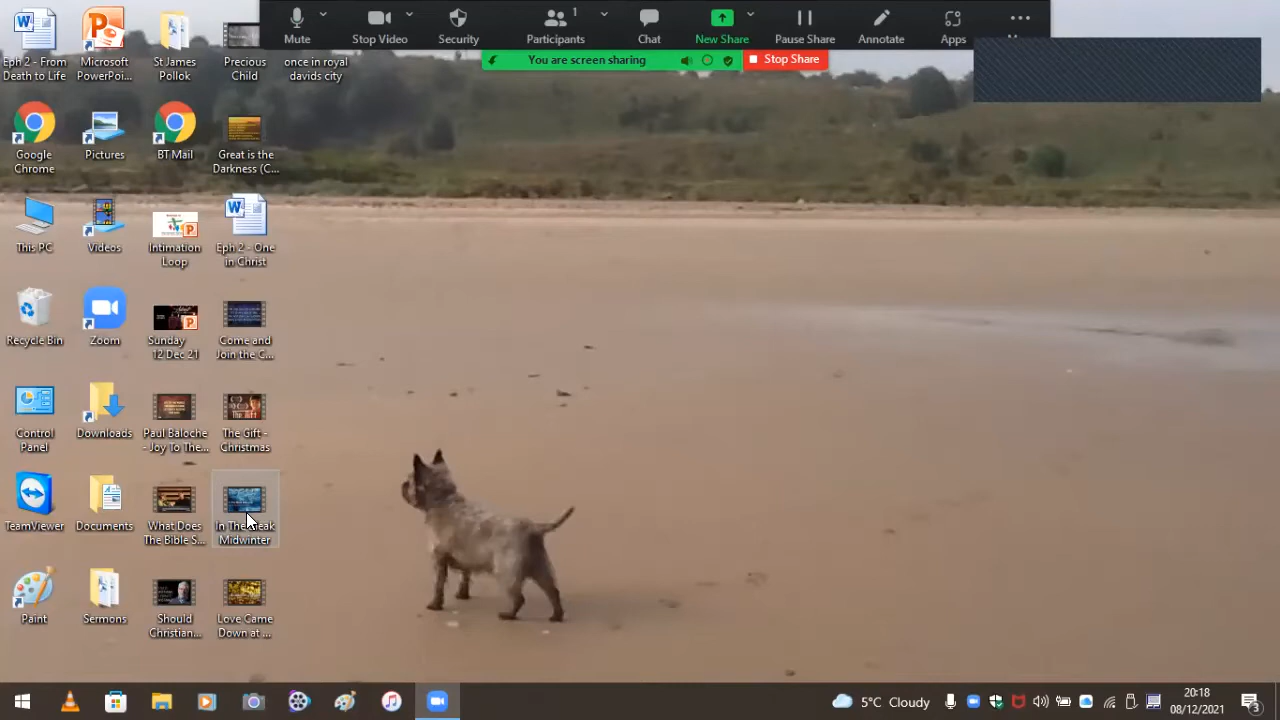 Mute
Stop Video
Security
1
Participants
Chat
New Share
Pause Share
Annotate
Apps
You are screen sharing
Stop Share
Eph 2 - From
Death to Life
Microsoft
PowerPoi...
St James
Pollok
Precious
Child
once in royal
davids city
Google
Chrome
Pictures
BT Mail
Great is the
Darkness (C...
This PC
Videos
Intimation
Loop
Eph 2 - One
in Christ
Recycle Bin
Zoom
Sunday
12 Dec 21
Come and
Join the C...
Control
Panel
Downloads
Paul Baloche
- Joy To The...
The Gift -
Christmas
TeamViewer
Documents
What Does
The Bible S...
In The
Midwinter
Paint
Sermons
Should
Christian...
Love Came
Down at ...
5°C Cloudy
20:18
08/12/2021
3